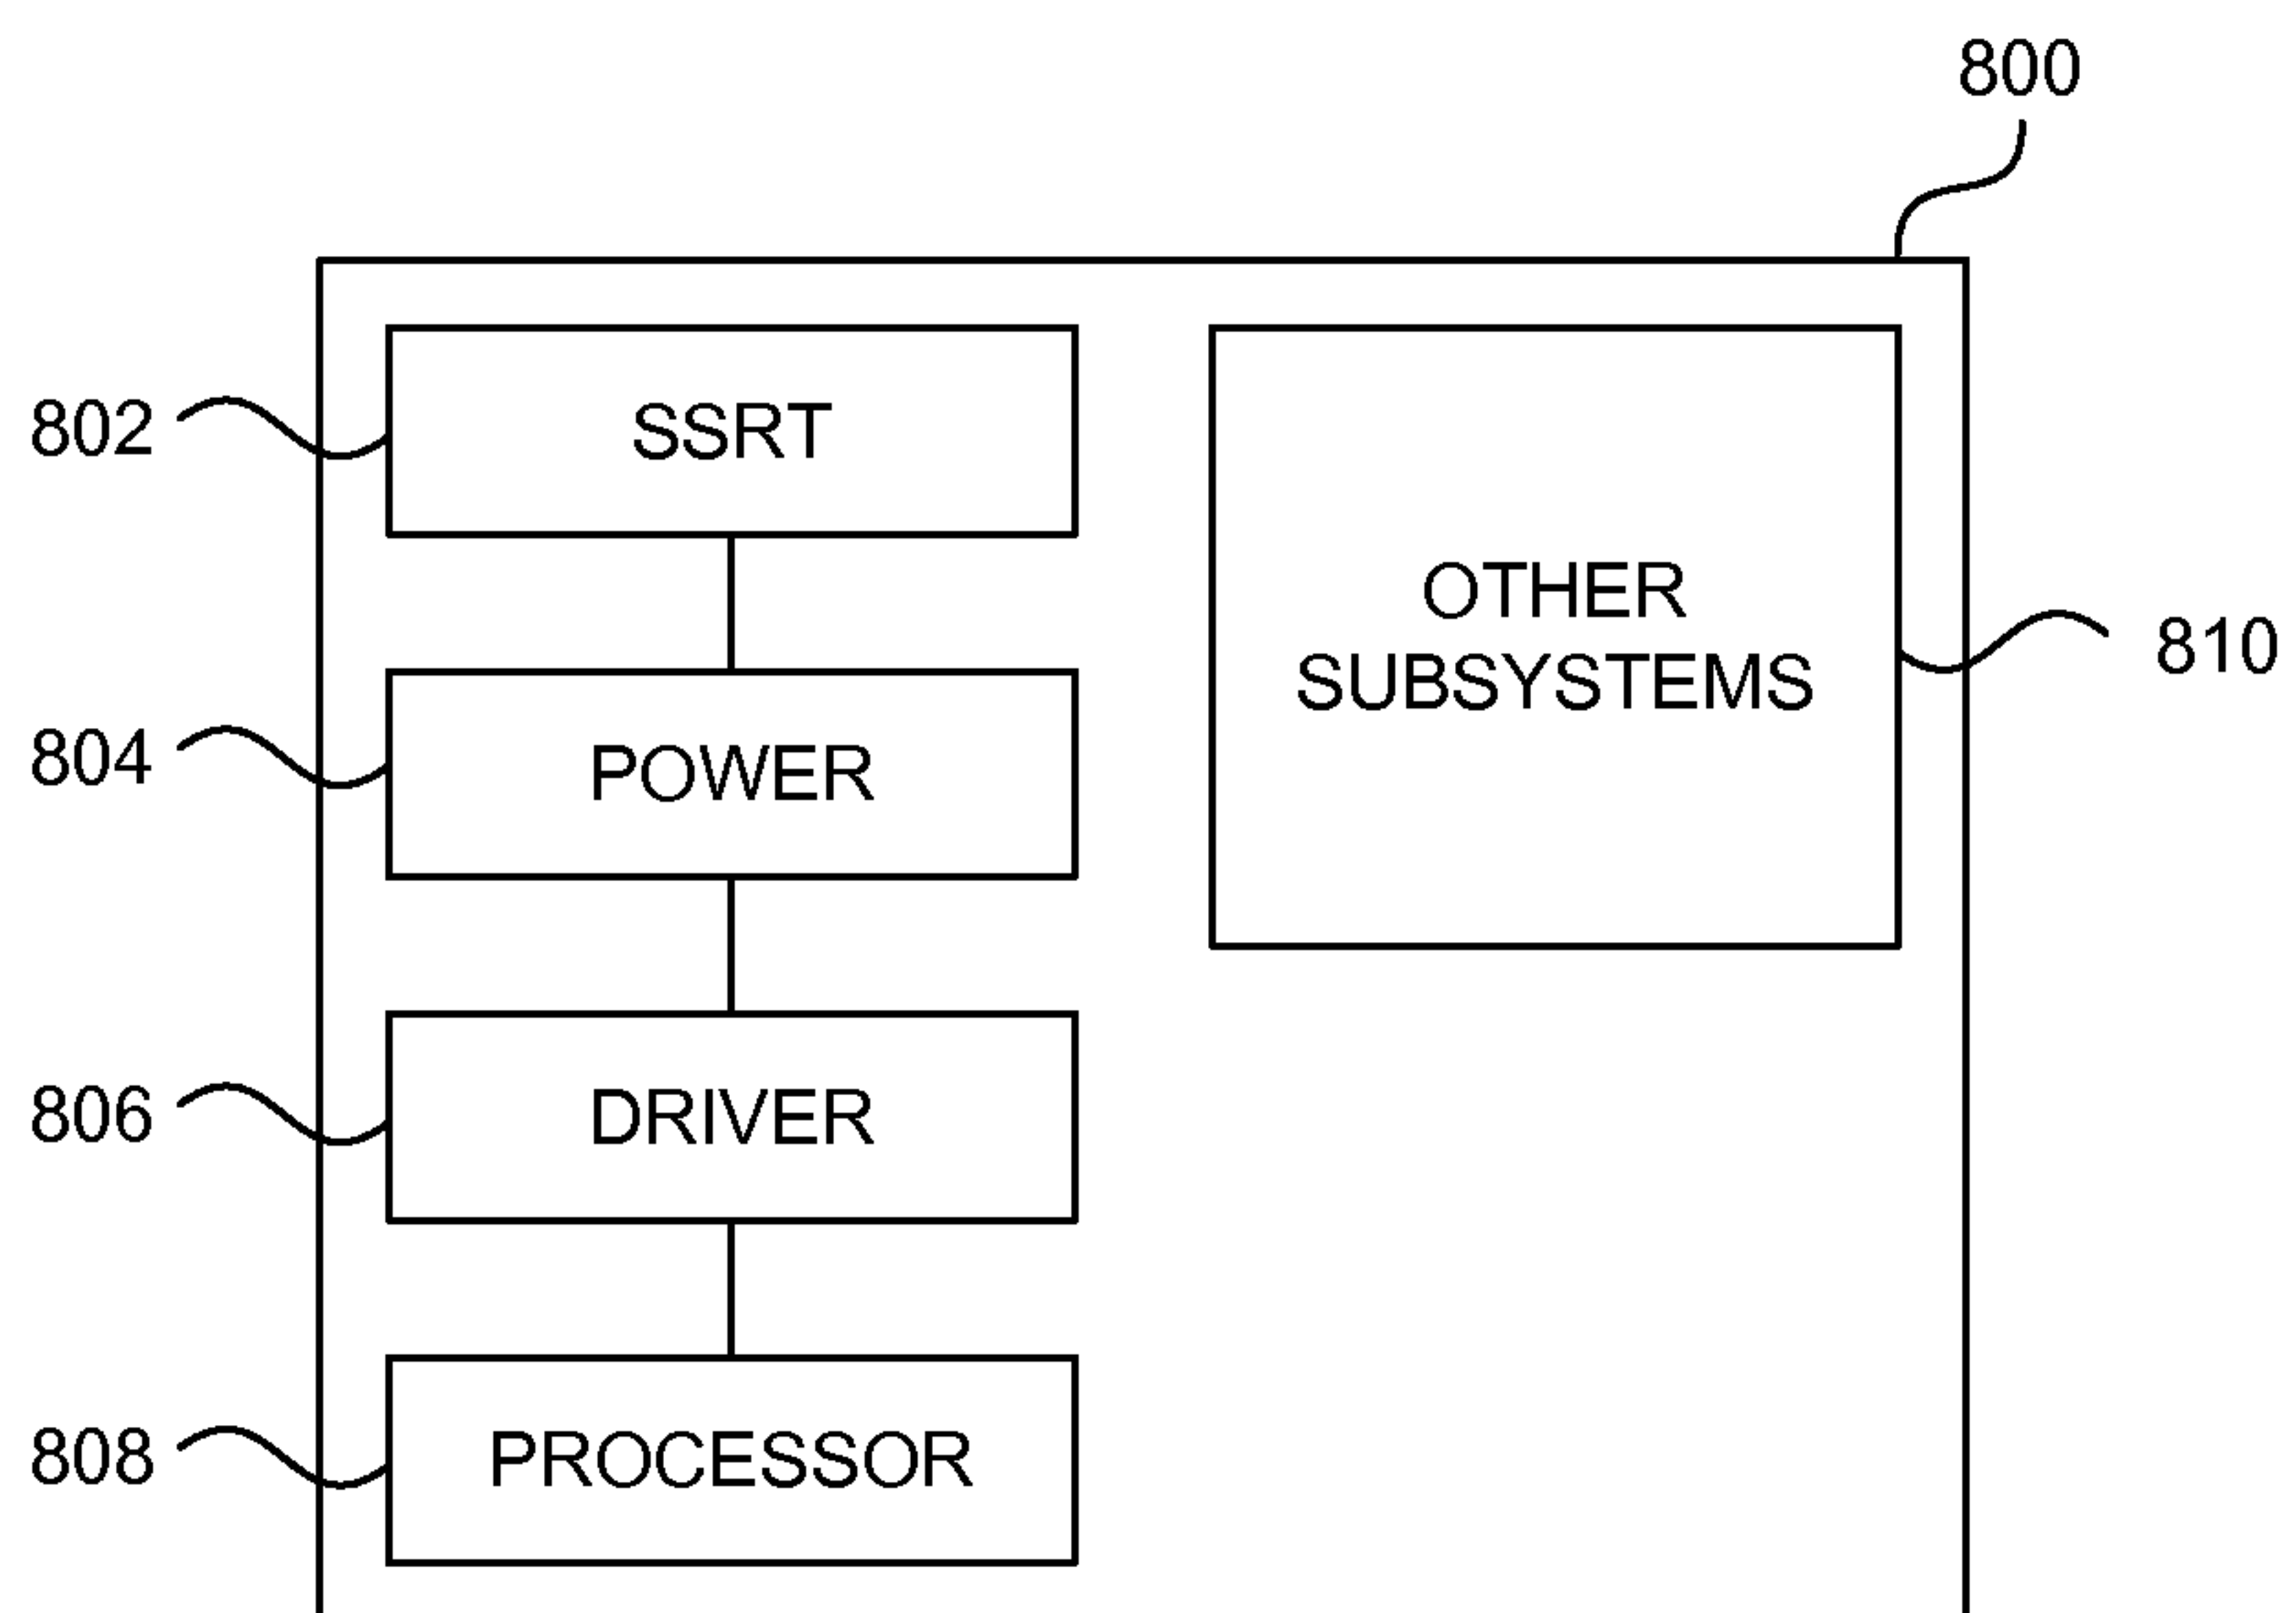 800
802
SSRT
OTHER
SUBSYSTEMS
810
804
POWER
806
DRIVER
808
PROCESSOR